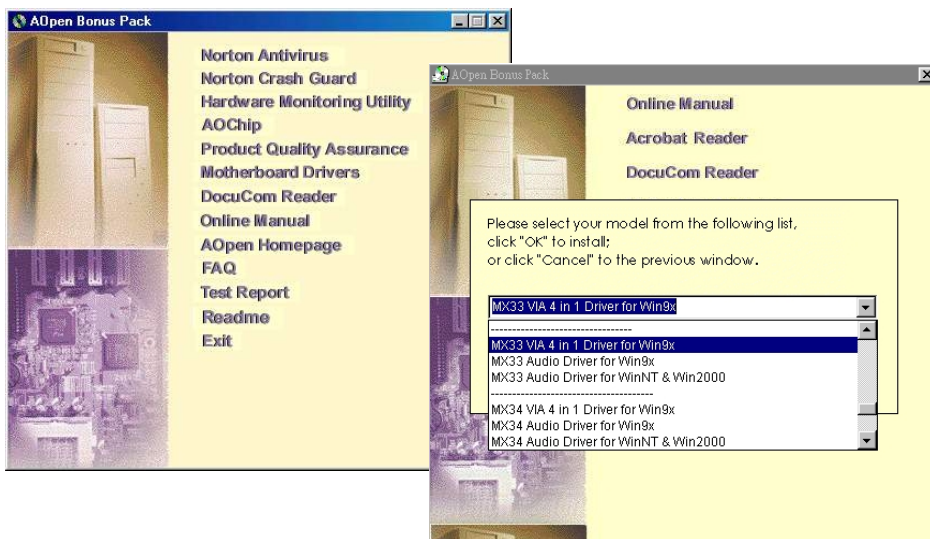 AOpen Bonus Pack
Norton Antivirus
Norton Crash Guard
Hardware Monitoring Utility
AOChip
Product Quality Assurance
Motherboard Drivers
DocuCom Reader
Online Manual
AOpen Homepage
FAQ
Test Report
Readme
Exit
AOpen Bonus Pack
Online Manual
Acrobat Reader
DocuCom Reader
Please select your model from the following list,
click "OK" to install;
or click "Cancel" to the previous window.
MX33 VIA 4 in 1 Driver for Win9x
---------------------------------
MX33 VIA 4 in 1 Driver for Win9x
MX33 Audio Driver for Win9x
MX33 Audio Driver for WinNT & Win2000
--------------------------------------
MX34 VIA 4 in 1 Driver for Win9x
MX34 Audio Driver for Win9x
MX34 Audio Driver for WinNT & Win2000